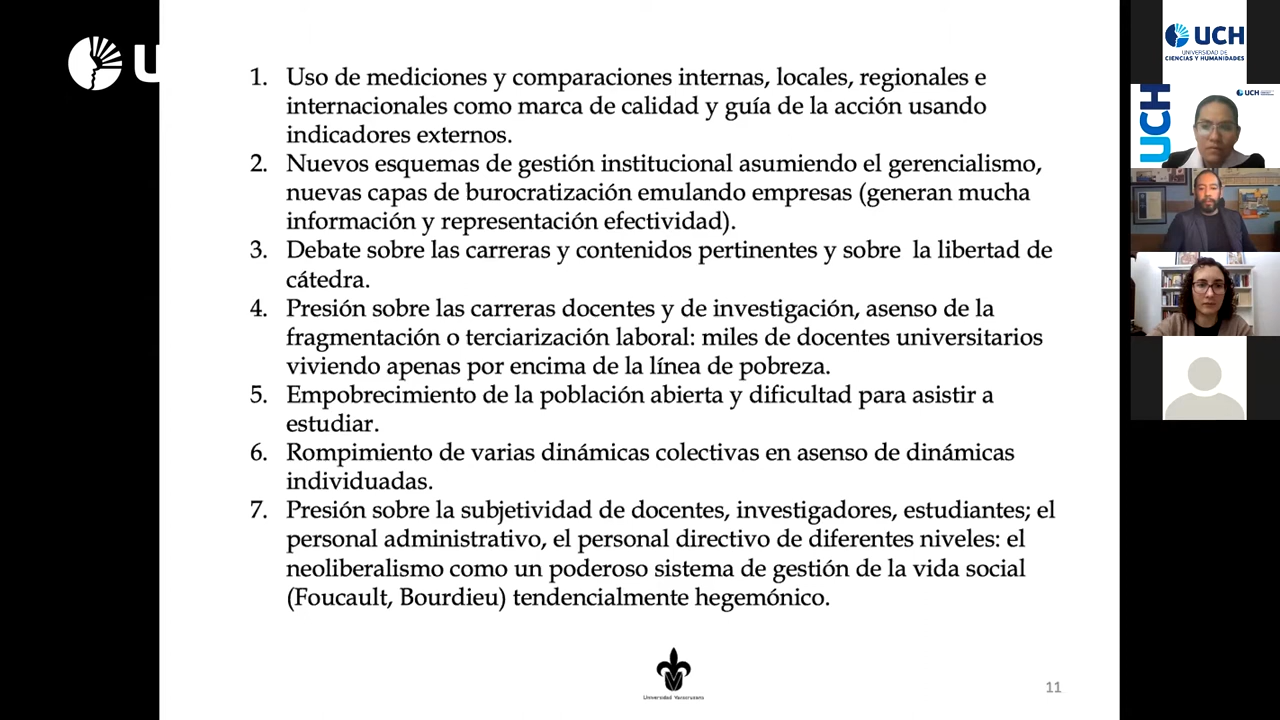 U
1. Uso de mediciones y comparaciones internas, locales, regionales e
internacionales como marca de calidad y guía de la acción usando
indicadores externos.
2. Nuevos esquemas de gestión institucional asumiendo el gerencialismo,
nuevas capas de burocratización emulando empresas (generan mucha
información y representación efectividad).
3. Debate sobre las carreras y contenidos pertinentes y sobre la libertad de
cátedra.
4. Presión sobre las carreras docentes y de investigación, asenso de la
fragmentación o terciarización laboral: miles de docentes universitarios
viviendo apenas por encima de la línea de pobreza.
5. Empobrecimiento de la población abierta y dificultad para asistir a
estudiar.
6. Rompimiento de varias dinámicas colectivas en asenso de dinámicas
individuadas.
7. Presión sobre la subjetividad de docentes, investigadores, estudiantes; el
personal administrativo, el personal directivo de diferentes niveles: el
neoliberalismo como un poderoso sistema de gestión de la vida social
(Foucault, Bourdieu) tendencialmente hegemónico.
Universidad Veracruzana
11
UCH
UNIVERSIDAD DE
CIENCIAS Y HUMANIDADES
UCH
UCH